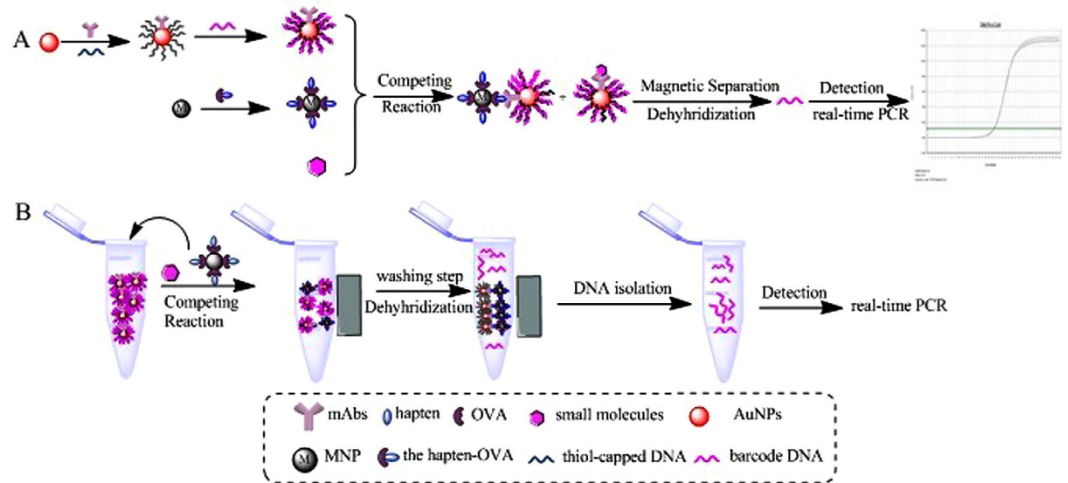 A
M
M
Competing
Reaction
M
+
Magnetic Separation
Dehyhridization
Detection
real-time PCR
B
Competing
Reaction
washing step
Dehyhridization
DNA isolation
Detection
real-time PCR
mAbs
hapten
OVA
small molecules
AuNPs
M
MNP
the hapten-OVA
thiol-capped DNA
barcode DNA